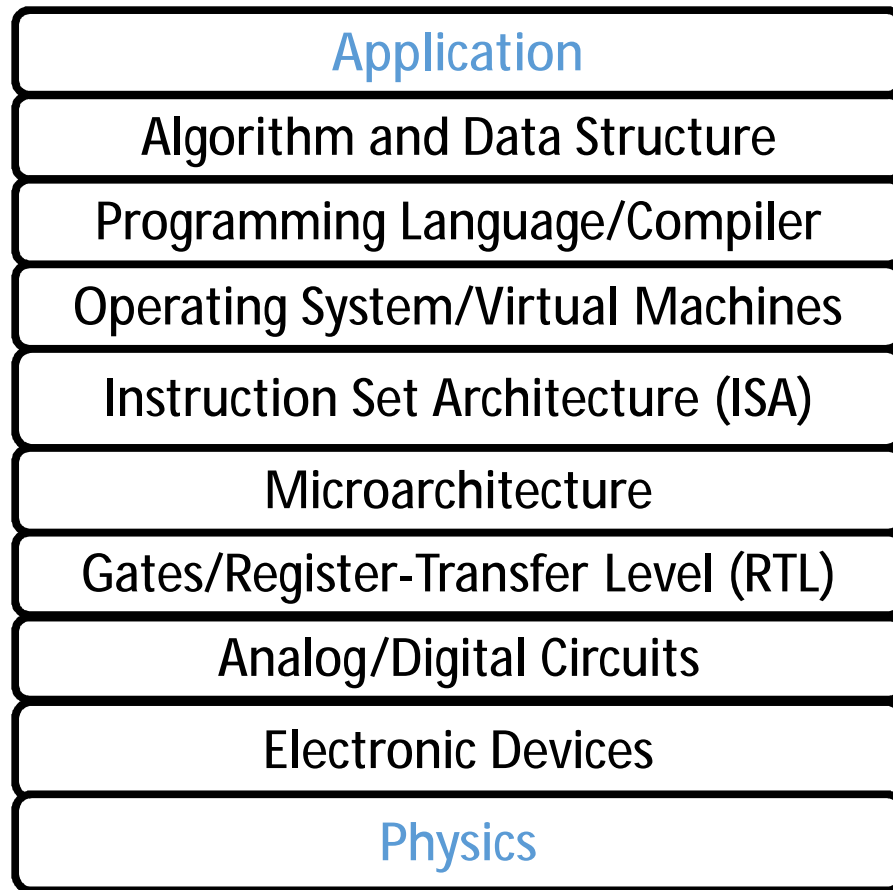 Application
Algorithm and Data Structure
Programming Language/Compiler
Operating System/Virtual Machines
Instruction Set Architecture (ISA)
Microarchitecture
Gates/Register-Transfer Level (RTL)
Analog/Digital Circuits
Electronic Devices
Physics